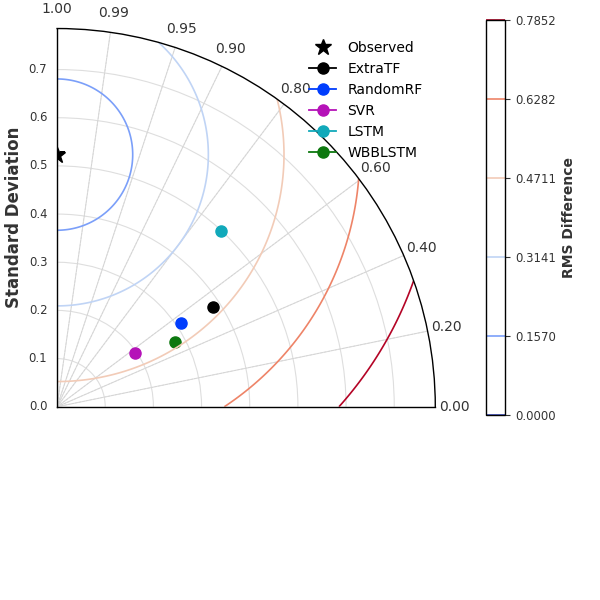 1.00
0.99
0.95
0.90
0.80
0.60
0.40
0.20
0.00
0.7
0.6
0.5
0.4
0.3
0.2
0.1
0.0
Standard Deviation
Observed
ExtraTF
RandomRF
SVR
LSTM
WBBLSTM
0.7852
0.6282
0.4711
0.3141
0.1570
0.0000
RMS Difference